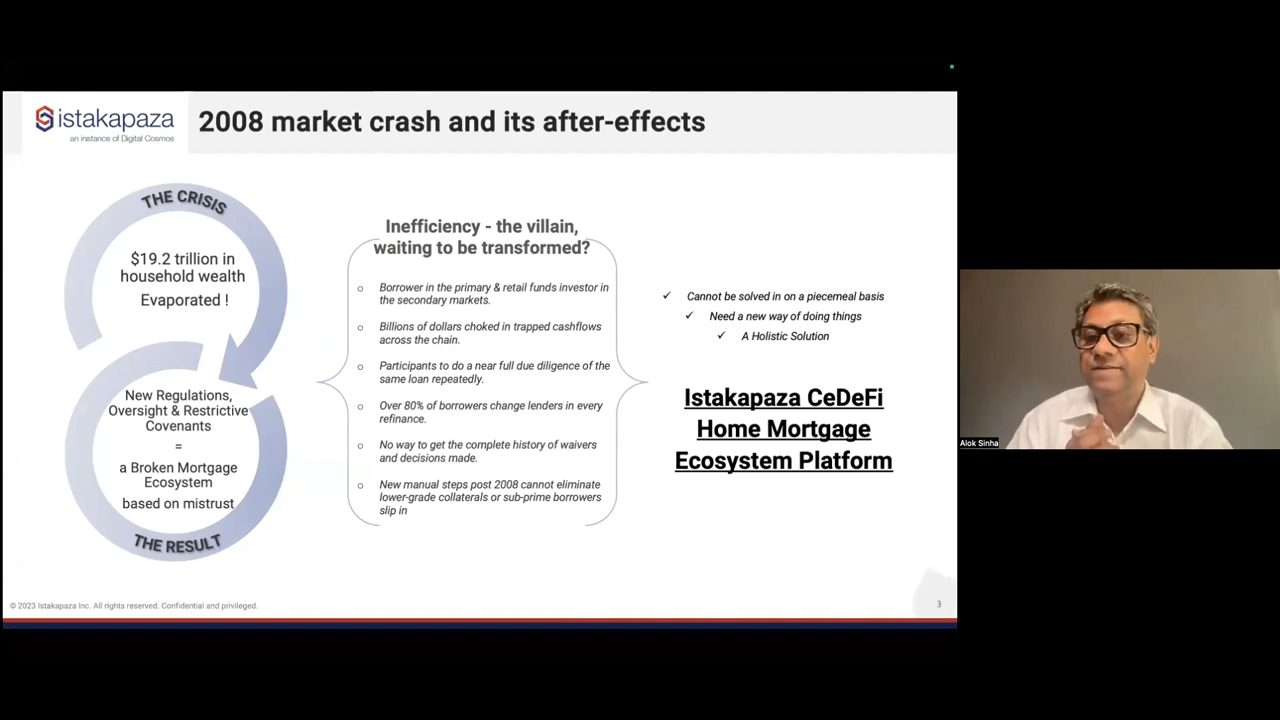 istakapaza
an instance of Digital Cosmos
2008 market crash and its after-effects
THE CRISIS
$19.2 trillion in
household wealth
Evaporated !
New Regulations,
Oversight & Restrictive
Covenants
=
a Broken Mortgage
Ecosystem
based on mistrust
THE RESULT
Inefficiency - the villain,
waiting to be transformed?
o Borrower in the primary & retail funds investor in
the secondary markets.
o Billions of dollars choked in trapped cashflows
across the chain.
o Participants to do a near full due diligence of the
same loan repeatedly.
o Over 80% of borrowers change lenders in every
refinance.
o No way to get the complete history of waivers
and decisions made.
o New manual steps post 2008 cannot eliminate
lower-grade collaterals or sub-prime borrowers
slip in
✓ Cannot be solved in on a piecemeal basis
✓ Need a new way of doing things
✓ A Holistic Solution
Istakapaza CeDeFi
Home Mortgage
Ecosystem Platform
Alok Sinha
© 2023 Istakapaza Inc. All rights reserved. Confidential and privileged.
3